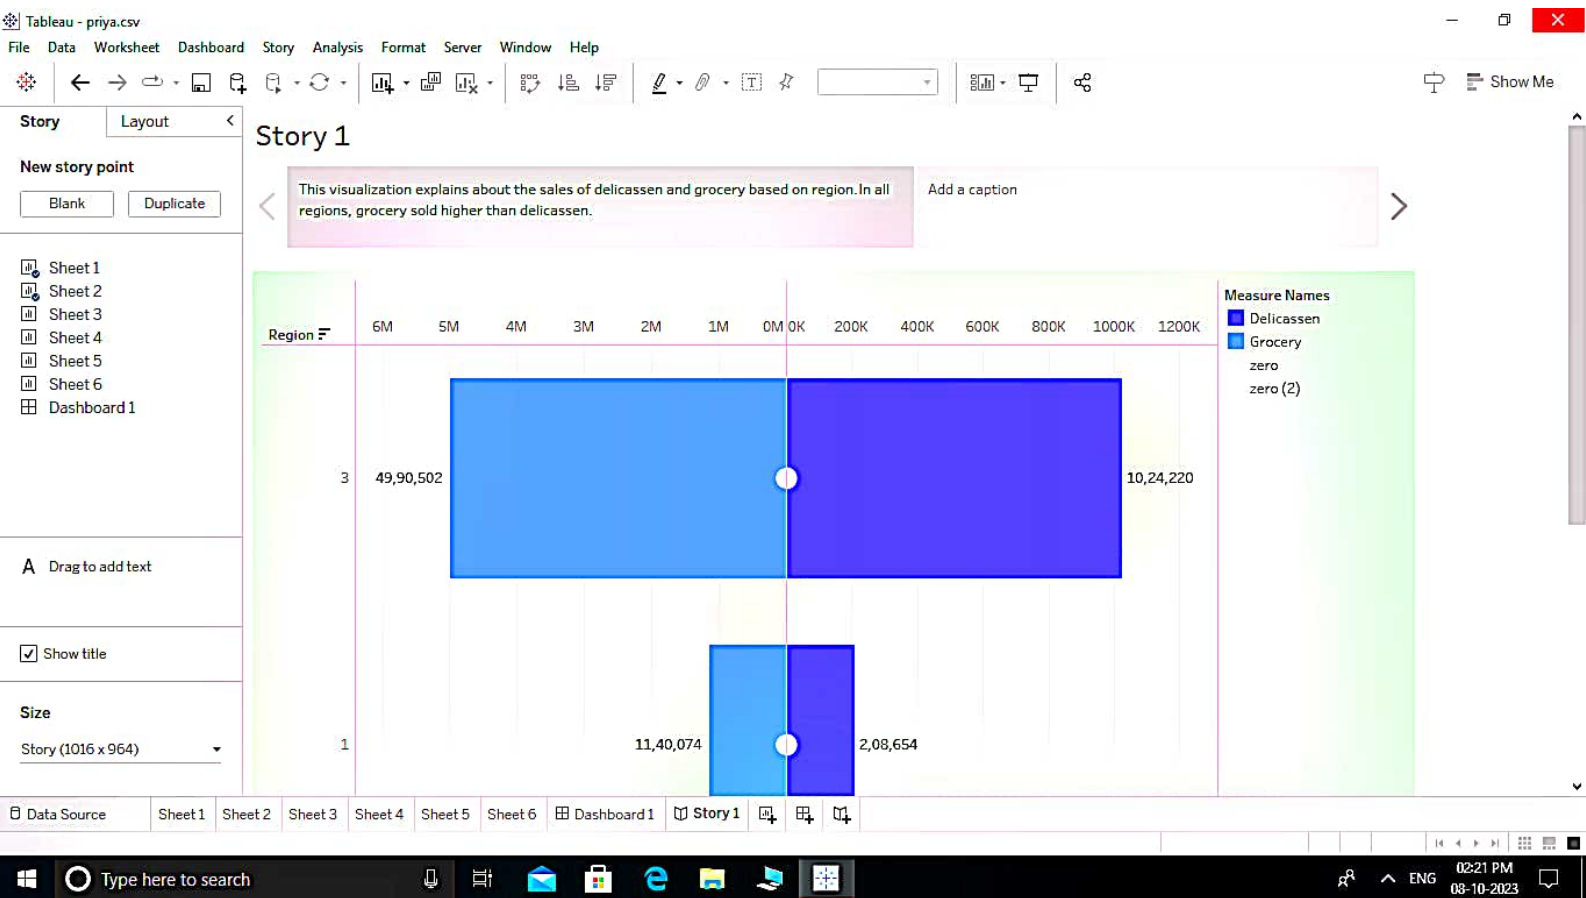 Tableau - priya.csv
File Data Worksheet Dashboard Story Analysis Format Server Window Help
Show Me
Story Layout
Story 1
New story point
Blank Duplicate
This visualization explains about the sales of delicassen and grocery based on region.In all
regions, grocery sold higher than delicassen.
Add a caption
Sheet 1
Sheet 2
Sheet 3
Sheet 4
Sheet 5
Sheet 6
Dashboard 1
Region 6M 5M 4M 3M 2M 1M 0M 0K 200K 400K 600K 800K 1000K 1200K
Measure Names
Delicassen
Grocery
zero
zero (2)
3 49,90,502 10,24,220
A Drag to add text
Show title
Size
Story (1016 x 964)
1 11,40,074 2,08,654
Data Source Sheet 1 Sheet 2 Sheet 3 Sheet 4 Sheet 5 Sheet 6 Dashboard 1 Story 1
Type here to search
ENG
02:21 PM
08-10-2023